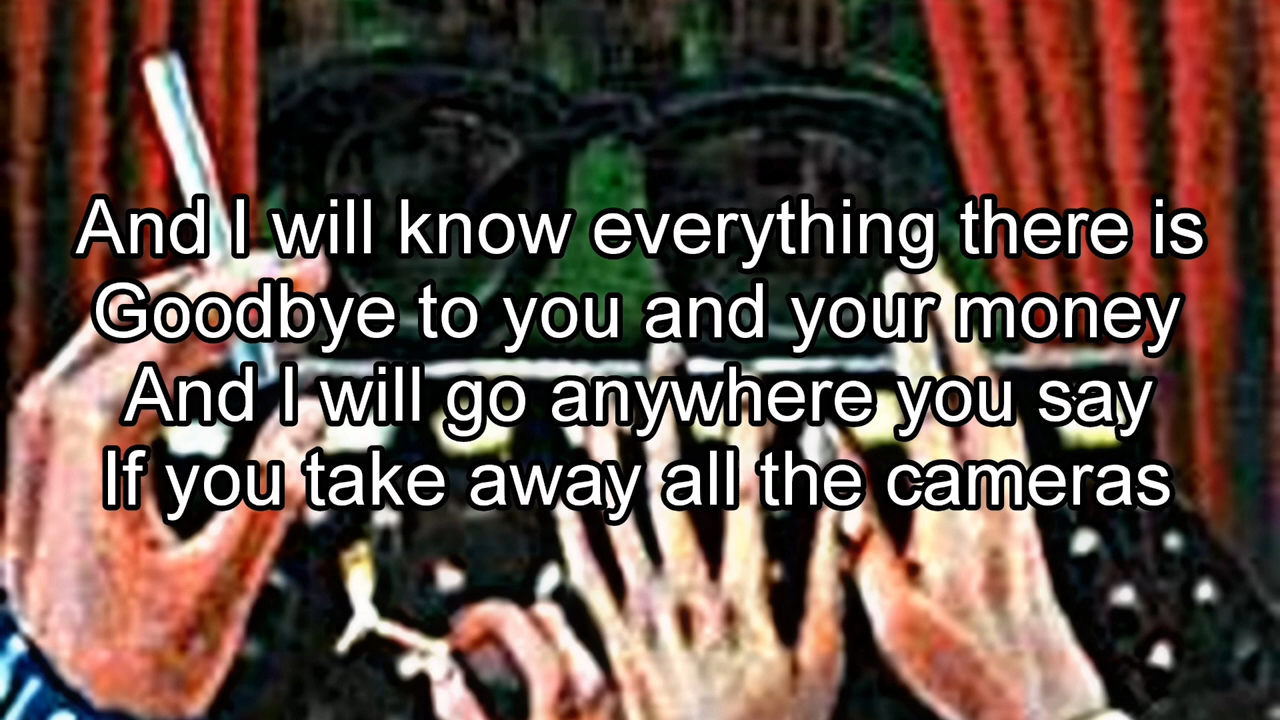 And I will know everything there is
Goodbye to you and your money
And I will go anywhere you say
If you take away all the cameras